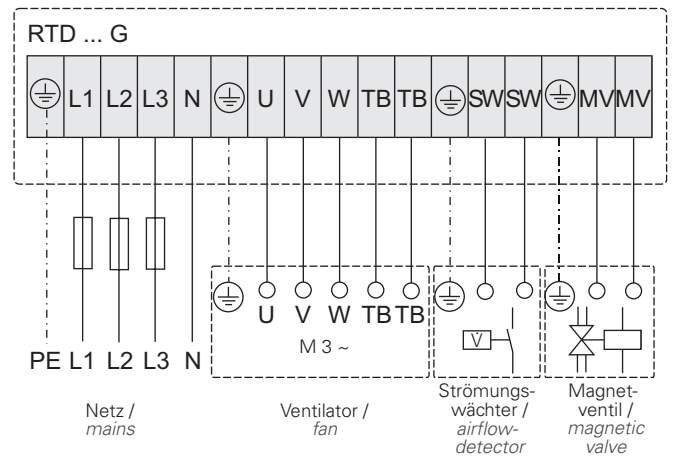 RTD ... G
L1 L2 L3 N U V W TB TB SW SW MV MV
U V W TB TB
M 3 ~
V̇
PE L1 L2 L3 N
Netz /
mains
Ventilator /
fan
Strömungs-
wächter /
airflow-
detector
Magnet-
ventil /
magnetic
valve